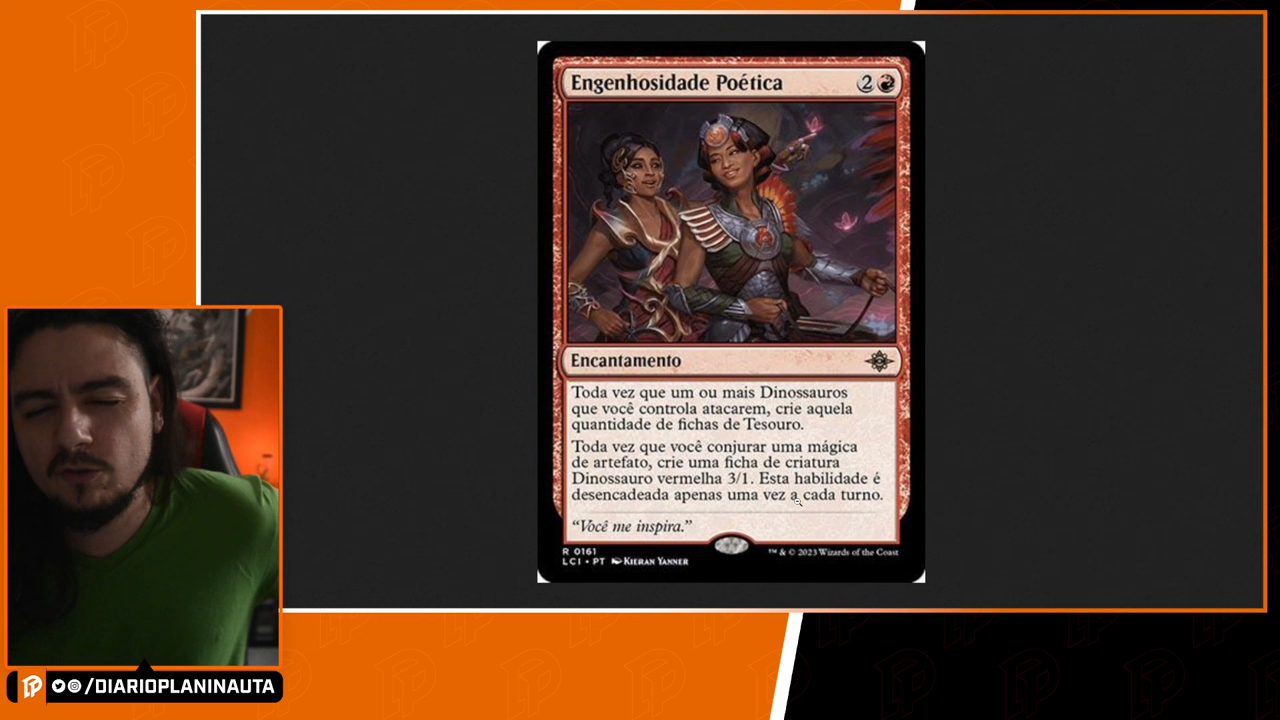 Engenhosidade Poética 2
Encantamento
Toda vez que um ou mais Dinossauros
que você controla atacarem, crie aquela
quantidade de fichas de Tesouro.
Toda vez que você conjurar uma mágica
de artefato, crie uma ficha de criatura
Dinossauro vermelha 3/1. Esta habilidade é
desencadeada apenas uma vez a cada turno.
“Você me inspira.”
R 0161
LCI • PT KIERAN YANNER
™ & © 2023 Wizards of the Coast
/DIARIOPLANINAUTA